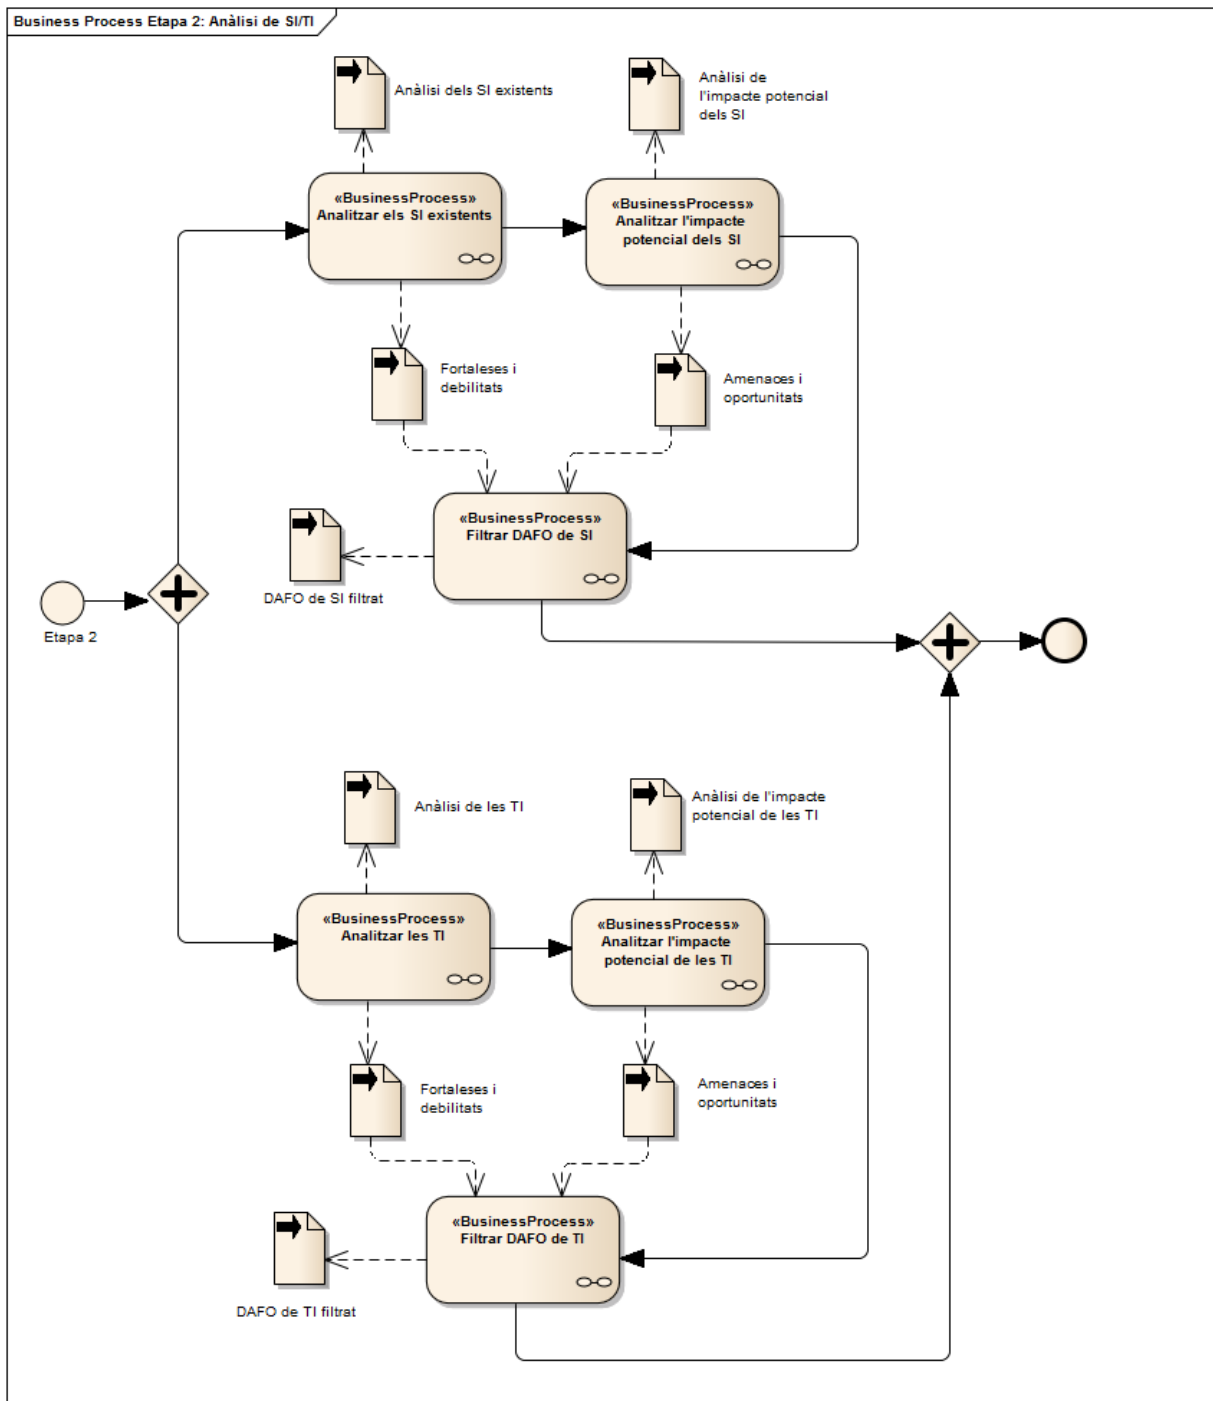 Business Process Etapa 2: Anàlisi de SI/TI
Anàlisi dels SI existents
Anàlisi de
l'impacte potencial
dels SI
«BusinessProcess»
Analitzar els SI existents
«BusinessProcess»
Analitzar l'impacte
potencial dels SI
Fortaleses i
debilitats
Amenaces i
oportunitats
«BusinessProcess»
Filtrar DAFO de SI
DAFO de SI filtrat
Etapa 2
Anàlisi de les TI
Anàlisi de l'impacte
potencial de les TI
«BusinessProcess»
Analitzar les TI
«BusinessProcess»
Analitzar l'impacte
potencial de les TI
Fortaleses i
debilitats
Amenaces i
oportunitats
«BusinessProcess»
Filtrar DAFO de TI
DAFO de TI filtrat